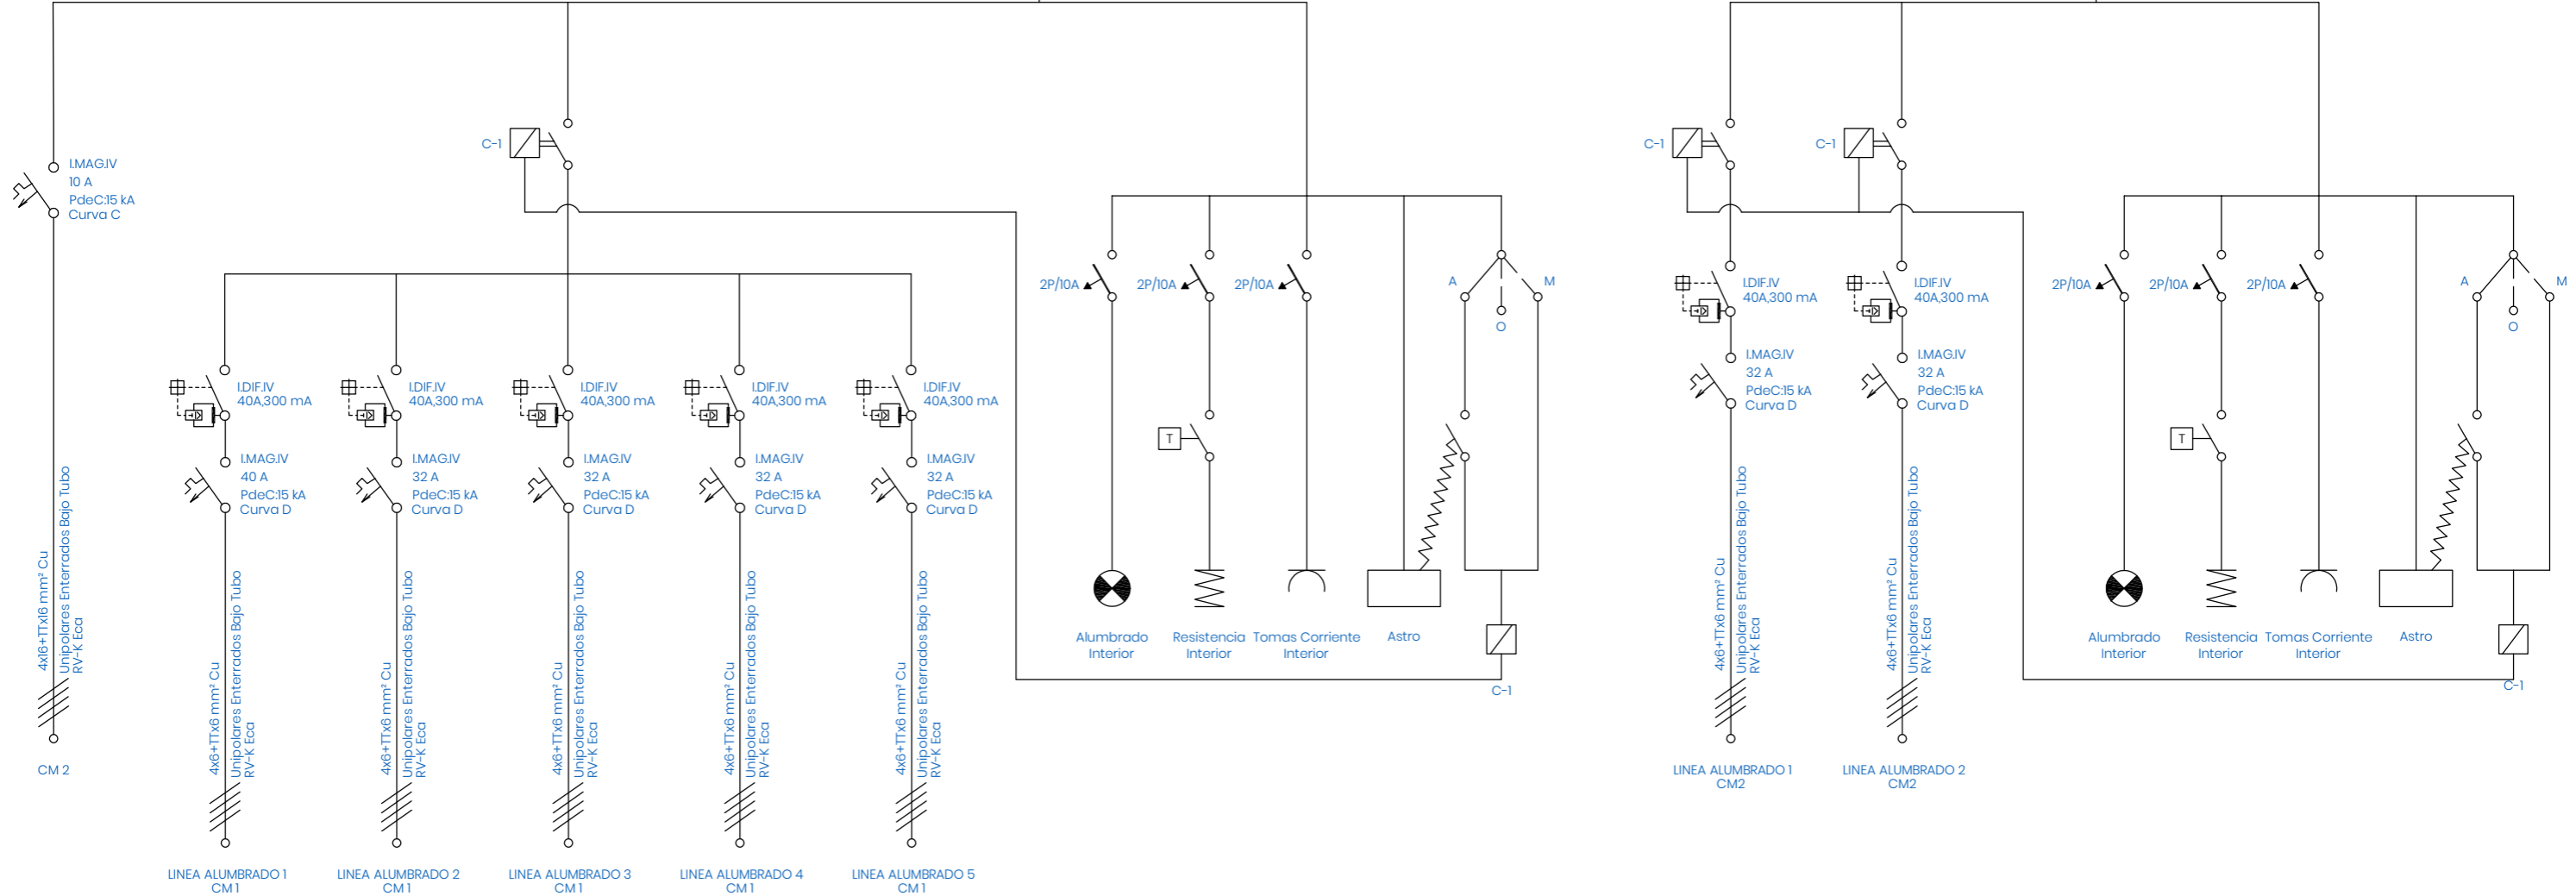 I.MAG.IV
10 A
PdeC:15 kA
Curva C
4x16+TTx16 mm² Cu
Unipolares Enterrados Bajo Tubo
RV-K Eca
CM 2
C-1
I.DIF.IV
40A,300 mA
I.MAG.IV
40 A
PdeC:15 kA
Curva D
4x6+TTx6 mm² Cu
Unipolares Enterrados Bajo Tubo
RV-K Eca
LINEA ALUMBRADO 1
CM 1
I.DIF.IV
40A,300 mA
I.MAG.IV
32 A
PdeC:15 kA
Curva D
4x6+TTx6 mm² Cu
Unipolares Enterrados Bajo Tubo
RV-K Eca
LINEA ALUMBRADO 2
CM 1
I.DIF.IV
40A,300 mA
I.MAG.IV
32 A
PdeC:15 kA
Curva D
4x6+TTx6 mm² Cu
Unipolares Enterrados Bajo Tubo
RV-K Eca
LINEA ALUMBRADO 3
CM 1
I.DIF.IV
40A,300 mA
I.MAG.IV
32 A
PdeC:15 kA
Curva D
4x6+TTx6 mm² Cu
Unipolares Enterrados Bajo Tubo
RV-K Eca
LINEA ALUMBRADO 4
CM 1
I.DIF.IV
40A,300 mA
I.MAG.IV
32 A
PdeC:15 kA
Curva D
4x6+TTx6 mm² Cu
Unipolares Enterrados Bajo Tubo
RV-K Eca
LINEA ALUMBRADO 5
CM 1
2P/10A
2P/10A
2P/10A
A
M
O
T
Alumbrado
Interior
Resistencia
Interior
Tomas Corriente
Interior
Astro
C-1
C-1
I.DIF.IV
40A,300 mA
I.MAG.IV
32 A
PdeC:15 kA
Curva D
4x6+TTx6 mm² Cu
Unipolares Enterrados Bajo Tubo
RV-K Eca
LINEA ALUMBRADO 1
CM2
C-1
I.DIF.IV
40A,300 mA
I.MAG.IV
32 A
PdeC:15 kA
Curva D
4x6+TTx6 mm² Cu
Unipolares Enterrados Bajo Tubo
RV-K Eca
LINEA ALUMBRADO 2
CM2
2P/10A
2P/10A
2P/10A
A
M
O
T
Alumbrado
Interior
Resistencia
Interior
Tomas Corriente
Interior
Astro
C-1